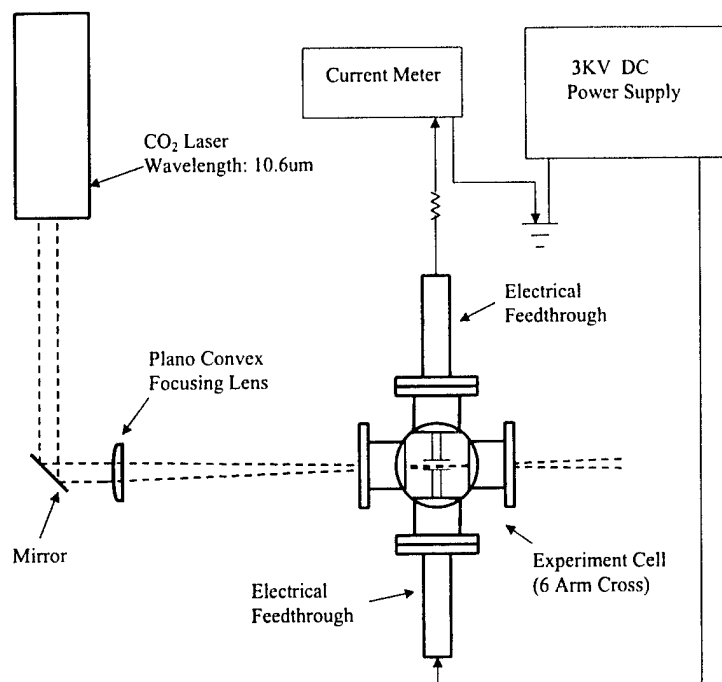 Current Meter
3KV DC
Power Supply
CO₂ Laser
Wavelength: 10.6um
Electrical
Feedthrough
Plano Convex
Focusing Lens
Mirror
Experiment Cell
(6 Arm Cross)
Electrical
Feedthrough